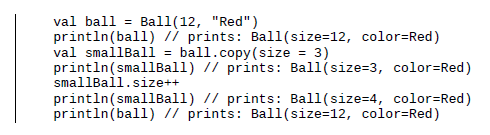 val ball = Ball(12, "Red")
println(ball) // prints: Ball(size=12, color=Red)
val smallBall = ball.copy(size = 3)
println(smallBall) // prints: Ball(size=3, color=Red)
smallBall.size++
println(smallBall) // prints: Ball(size=4, color=Red)
println(ball) // prints: Ball(size=12, color=Red)